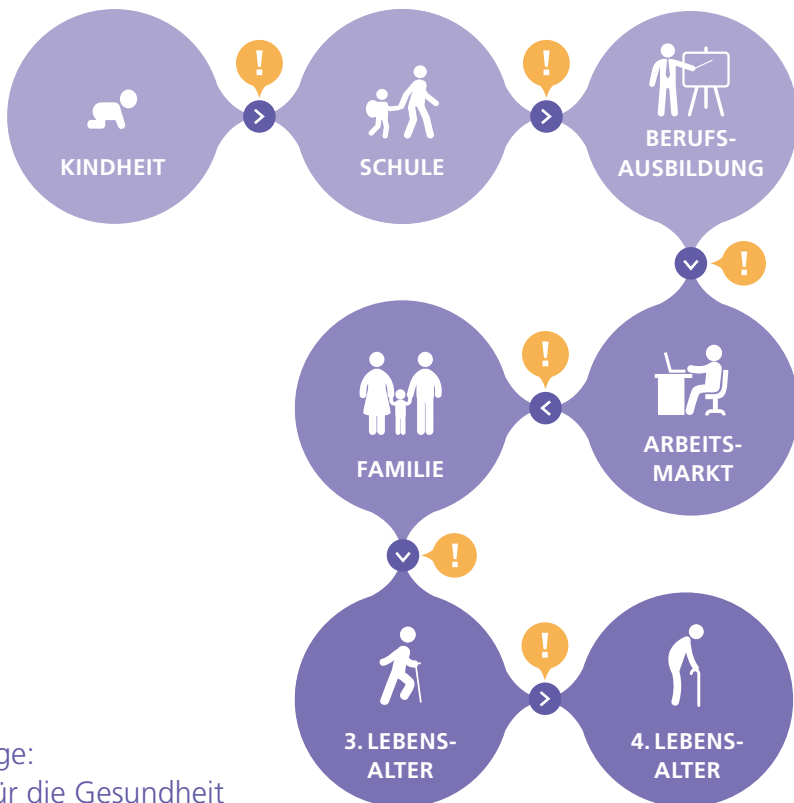 !
!
KINDHEIT
SCHULE
BERUFS-
AUSBILDUNG
!
!
FAMILIE
ARBEITS-
MARKT
!
!
3. LEBENS-
ALTER
4. LEBENS-
ALTER
ge:
ür die Gesundheit